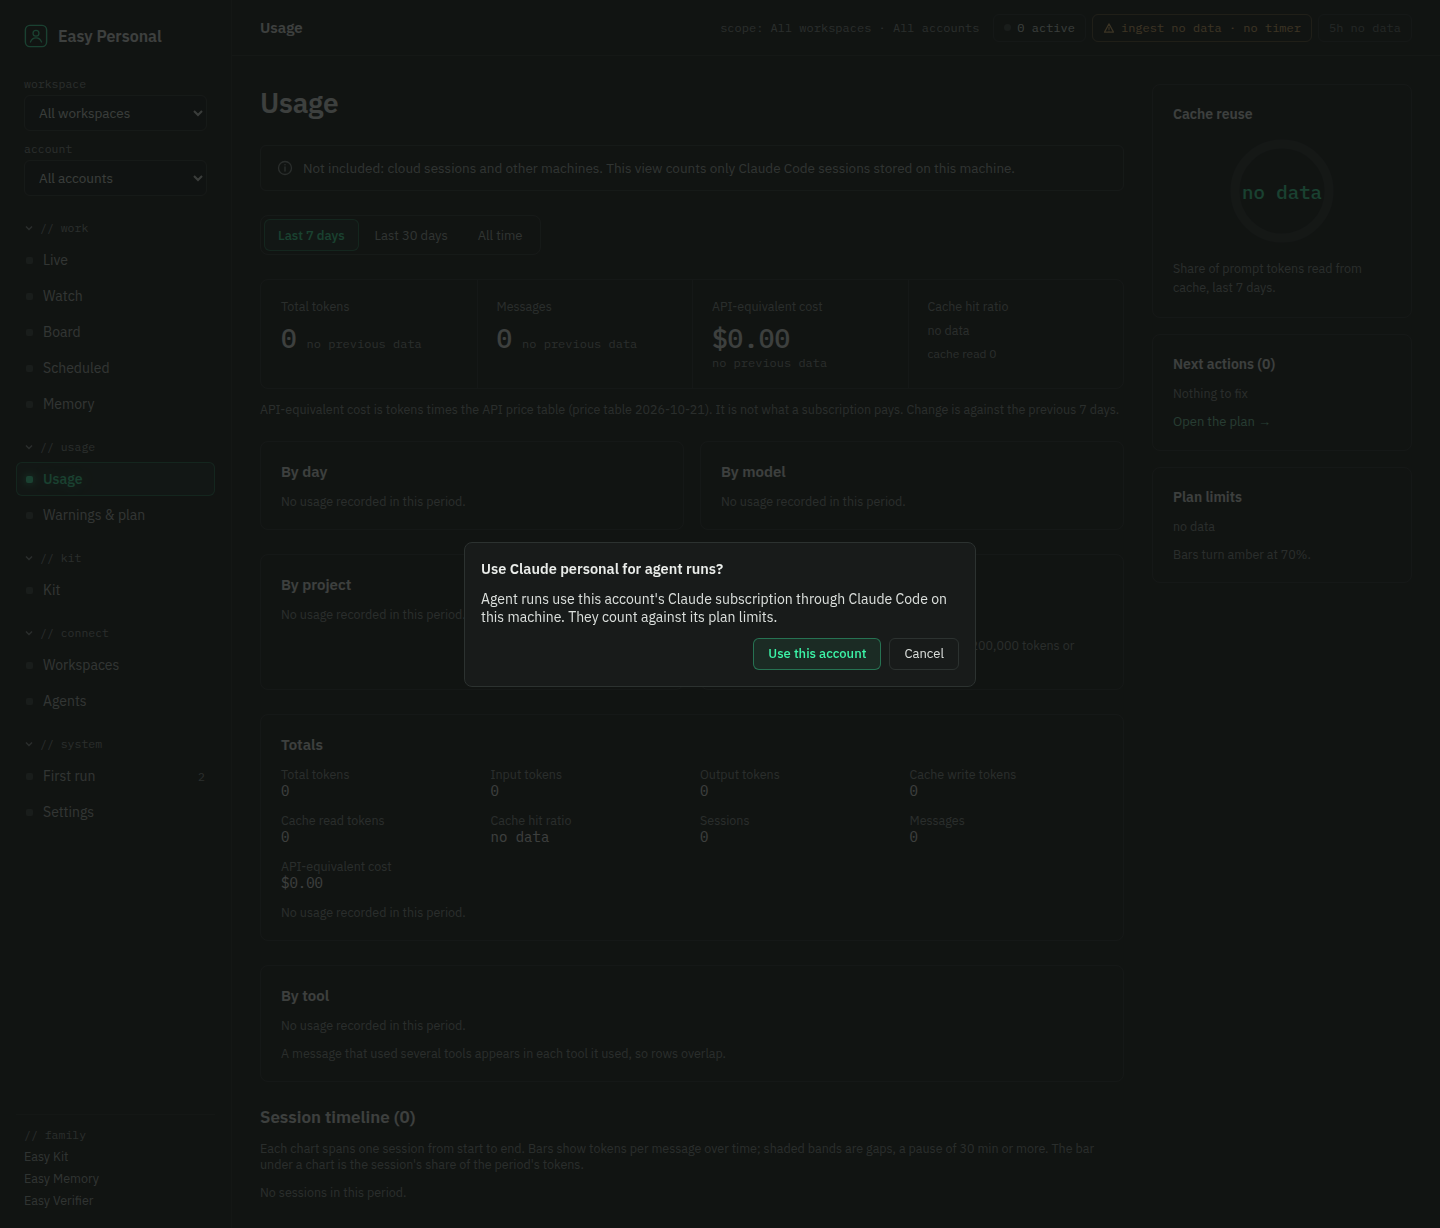 Easy Personal
workspace
All workspaces
account
All accounts
// work
Live
Watch
Board
Scheduled
Memory
// usage
Usage
Warnings & plan
// kit
Kit
// connect
Workspaces
Agents
// system
First run 2
Settings
// family
Easy Kit
Easy Memory
Easy Verifier
Usage
scope: All workspaces · All accounts
0 active
ingest no data · no timer
5h no data
Usage
Not included: cloud sessions and other machines. This view counts only Claude Code sessions stored on this machine.
Last 7 days Last 30 days All time
Total tokens
0 no previous data
Messages
0 no previous data
API-equivalent cost
$0.00
no previous data
Cache hit ratio
no data
cache read 0
API-equivalent cost is tokens times the API price table (price table 2026-10-21). It is not what a subscription pays. Change is against the previous 7 days.
By day
No usage recorded in this period.
By model
No usage recorded in this period.
By project
No usage recorded in this period.
200,000 tokens or
Use Claude personal for agent runs?
Agent runs use this account's Claude subscription through Claude Code on
this machine. They count against its plan limits.
Use this account Cancel
Totals
Total tokens
0
Input tokens
0
Output tokens
0
Cache write tokens
0
Cache read tokens
0
Cache hit ratio
no data
Sessions
0
Messages
0
API-equivalent cost
$0.00
No usage recorded in this period.
By tool
No usage recorded in this period.
A message that used several tools appears in each tool it used, so rows overlap.
Session timeline (0)
Each chart spans one session from start to end. Bars show tokens per message over time; shaded bands are gaps, a pause of 30 min or more. The bar
under a chart is the session's share of the period's tokens.
No sessions in this period.
Cache reuse
no data
Share of prompt tokens read from
cache, last 7 days.
Next actions (0)
Nothing to fix
Open the plan →
Plan limits
no data
Bars turn amber at 70%.